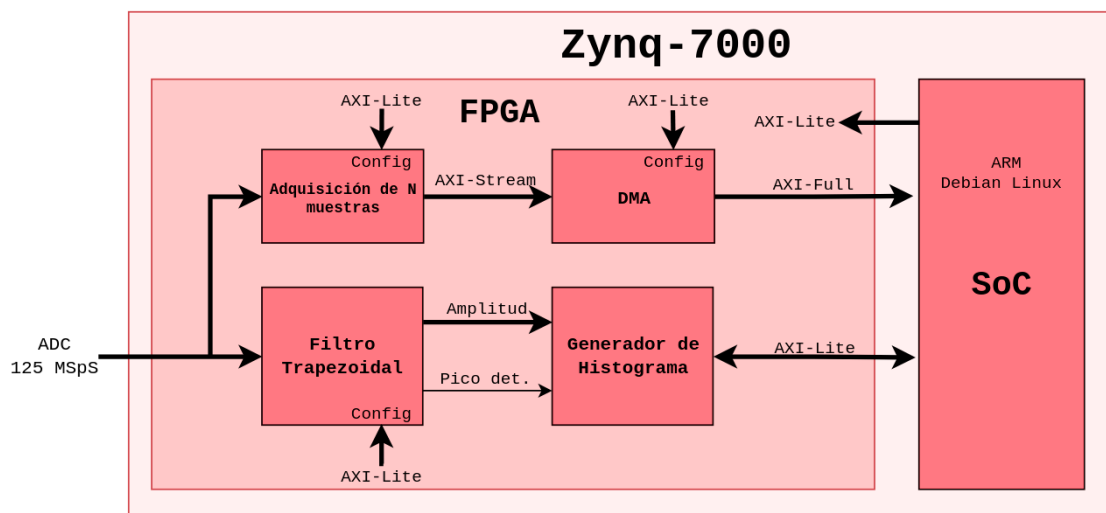 Zynq-7000
FPGA
AXI-Lite
AXI-Lite
AXI-Lite
Config
Adquisición de N
muestras
AXI-Stream
Config
DMA
AXI-Full
ARM
Debian Linux
SoC
ADC
125 MSpS
Filtro
Trapezoidal
Config
AXI-Lite
Amplitud
Pico det.
Generador de
Histograma
AXI-Lite